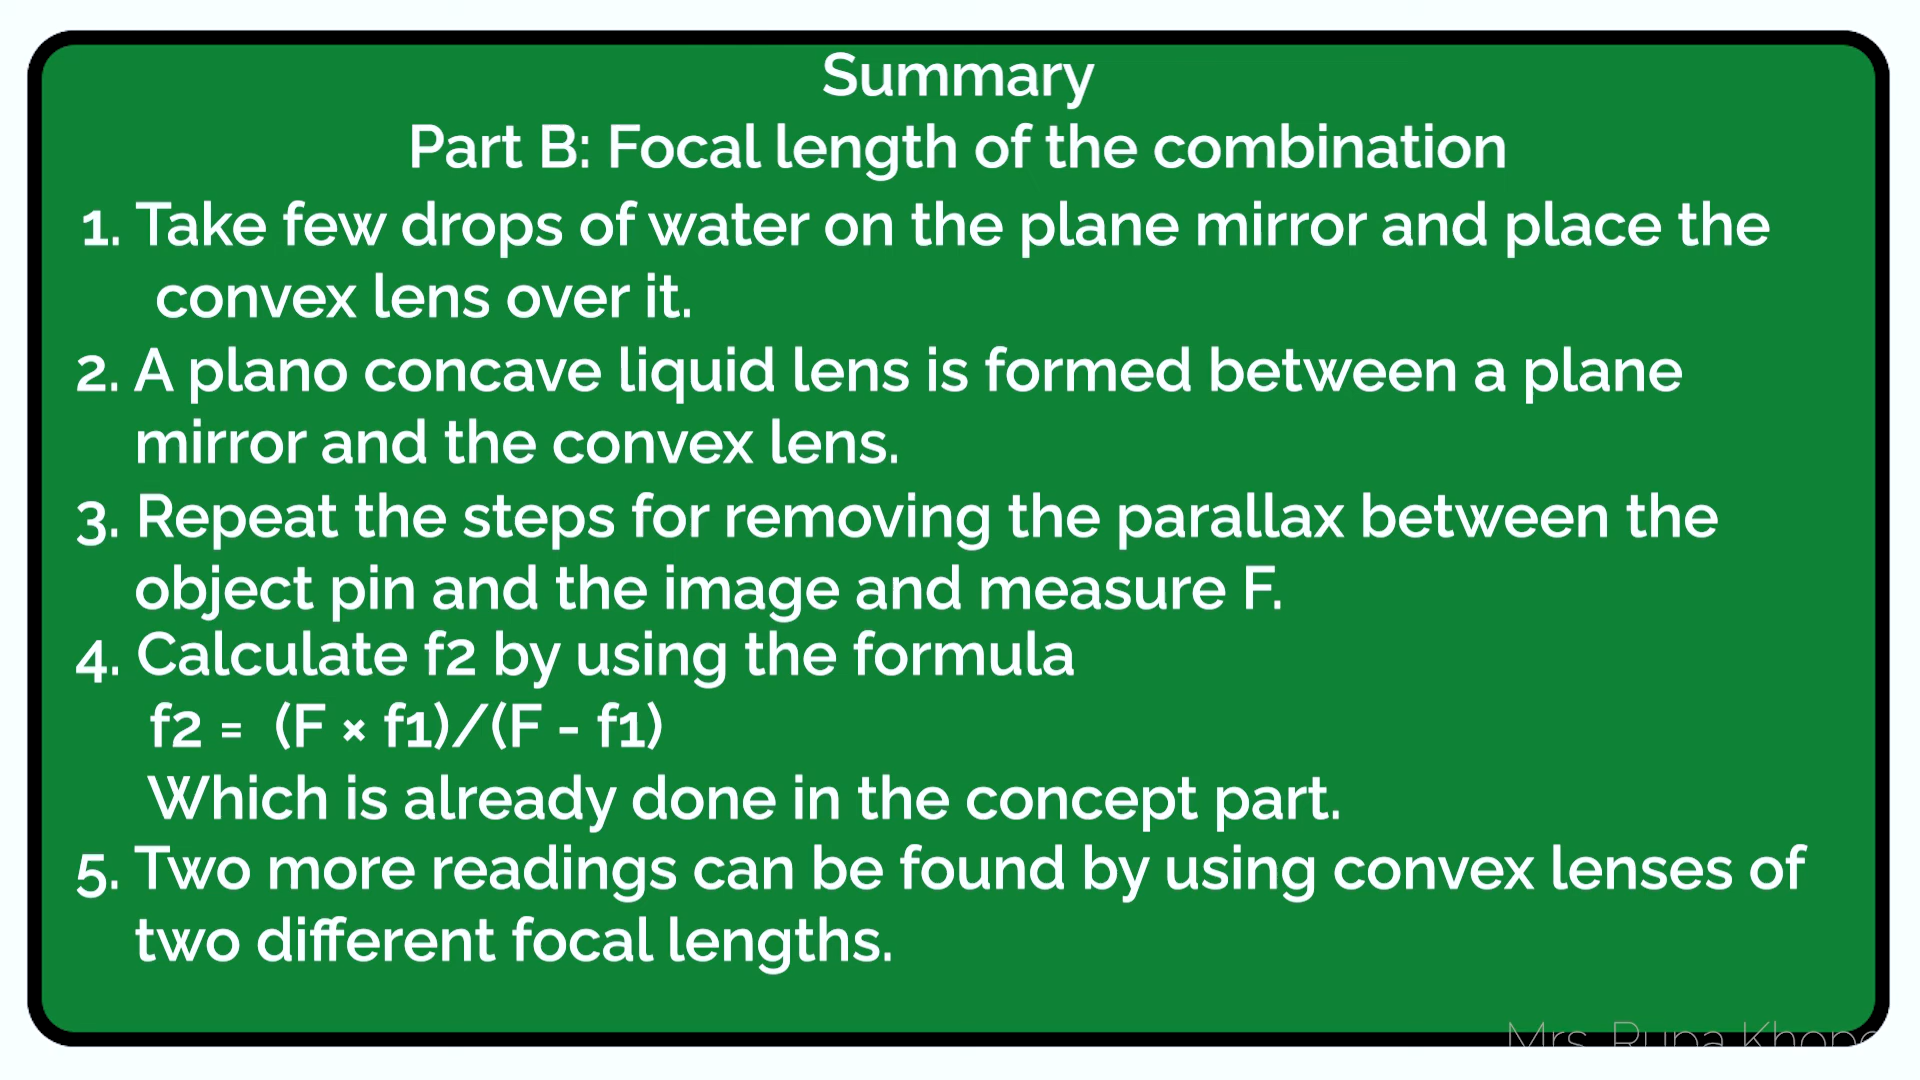 Summary
Part B: Focal length of the combination
1. Take few drops of water on the plane mirror and place the
convex lens over it.
2. A plano concave liquid lens is formed between a plane
mirror and the convex lens.
3. Repeat the steps for removing the parallax between the
object pin and the image and measure F.
4. Calculate f2 by using the formula
f2 = (F × f1)/(F - f1)
Which is already done in the concept part.
5. Two more readings can be found by using convex lenses of
two different focal lengths.
Mrs. Rupa